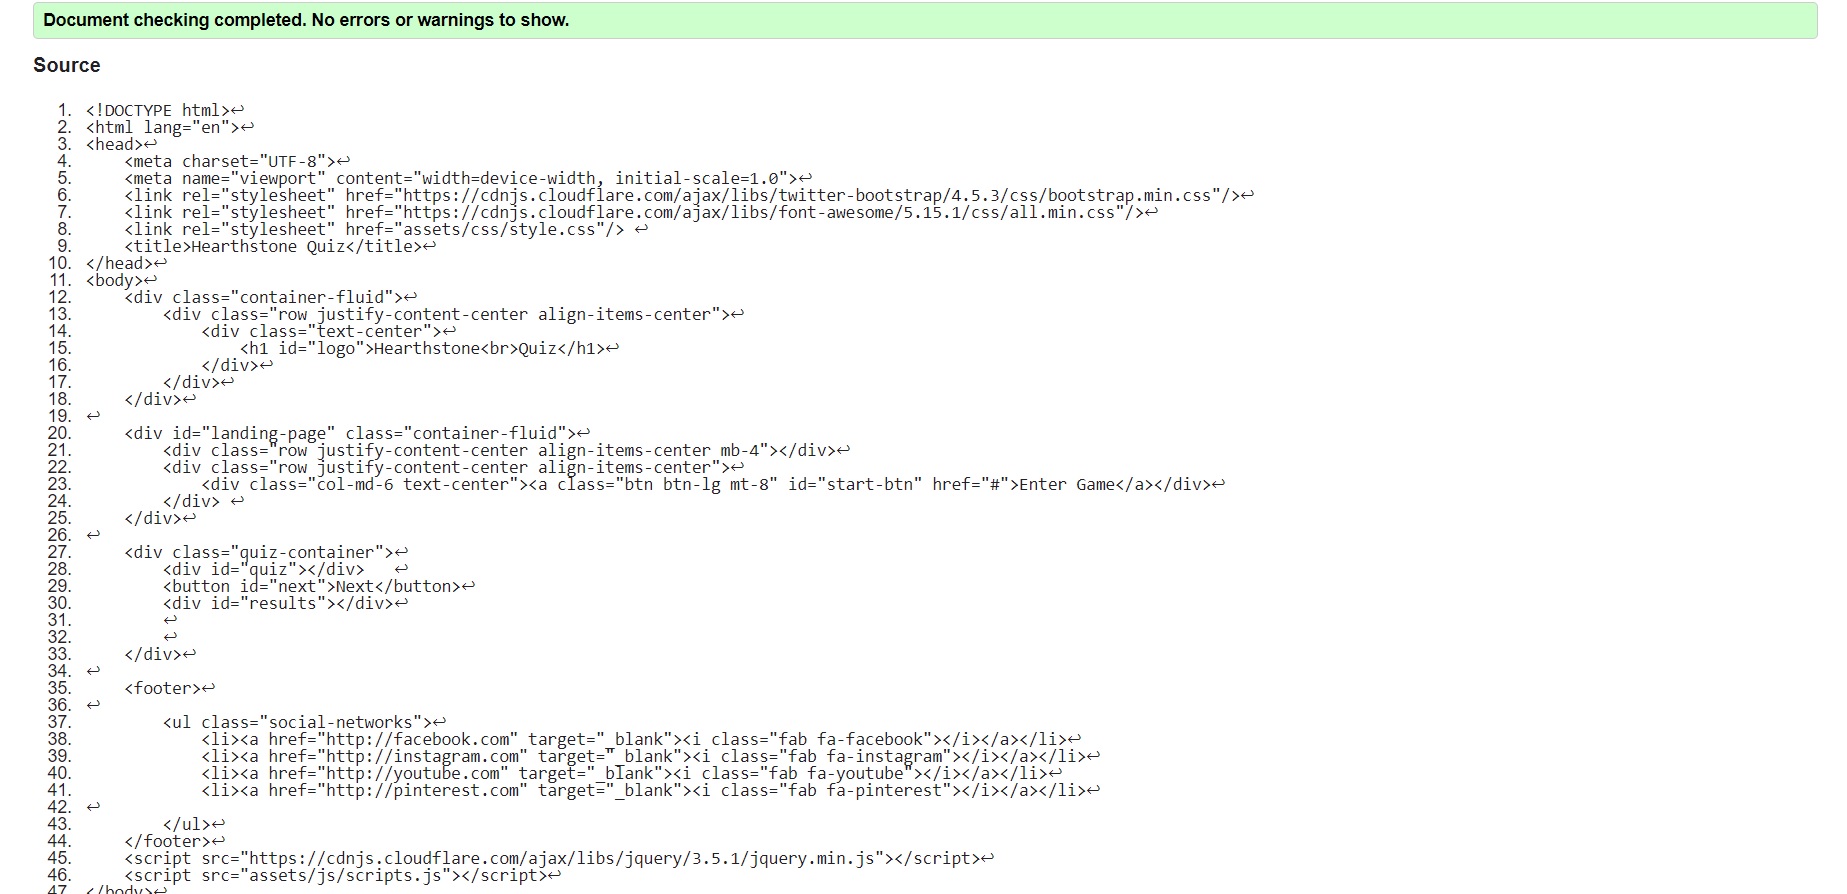 Document checking completed. No errors or warnings to show.
Source
1. <!DOCTYPE html>↩
2. <html lang="en">↩
3. <head>↩
4.     <meta charset="UTF-8">↩
5.     <meta name="viewport" content="width=device-width, initial-scale=1.0">↩
6.     <link rel="stylesheet" href="https://cdnjs.cloudflare.com/ajax/libs/twitter-bootstrap/4.5.3/css/bootstrap.min.css"/>↩
7.     <link rel="stylesheet" href="https://cdnjs.cloudflare.com/ajax/libs/font-awesome/5.15.1/css/all.min.css"/>↩
8.     <link rel="stylesheet" href="assets/css/style.css"/> ↩
9.     <title>Hearthstone Quiz</title>↩
10. </head>↩
11. <body>↩
12.     <div class="container-fluid">↩
13.         <div class="row justify-content-center align-items-center">↩
14.             <div class="text-center">↩
15.                 <h1 id="logo">Hearthstone<br>Quiz</h1>↩
16.             </div>↩
17.         </div>↩
18.     </div>↩
19. ↩
20.     <div id="landing-page" class="container-fluid">↩
21.         <div class="row justify-content-center align-items-center mb-4"></div>↩
22.         <div class="row justify-content-center align-items-center">↩
23.             <div class="col-md-6 text-center"><a class="btn btn-lg mt-8" id="start-btn" href="#">Enter Game</a></div>↩
24.         </div> ↩
25.     </div>↩
26. ↩
27.     <div class="quiz-container">↩
28.         <div id="quiz"></div>   ↩
29.         <button id="next">Next</button>↩
30.         <div id="results"></div>↩
31.         ↩
32.         ↩
33.     </div>↩
34. ↩
35.     <footer>↩
36. ↩
37.         <ul class="social-networks">↩
38.             <li><a href="http://facebook.com" target="_blank"><i class="fab fa-facebook"></i></a></li>↩
39.             <li><a href="http://instagram.com" target="_blank"><i class="fab fa-instagram"></i></a></li>↩
40.             <li><a href="http://youtube.com" target="_blank"><i class="fab fa-youtube"></i></a></li>↩
41.             <li><a href="http://pinterest.com" target="_blank"><i class="fab fa-pinterest"></i></a></li>↩
42. ↩
43.         </ul>↩
44.     </footer>↩
45.     <script src="https://cdnjs.cloudflare.com/ajax/libs/jquery/3.5.1/jquery.min.js"></script>↩
46.     <script src="assets/js/scripts.js"></script>↩
47. </body>↩